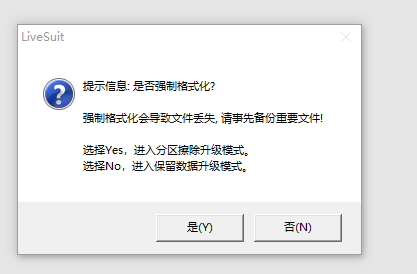 LiveSuit
提示信息: 是否强制格式化?
强制格式化会导致文件丢失, 请事先备份重要文件!
选择Yes，进入分区擦除升级模式。
选择No，进入保留数据升级模式。
是(Y)
否(N)